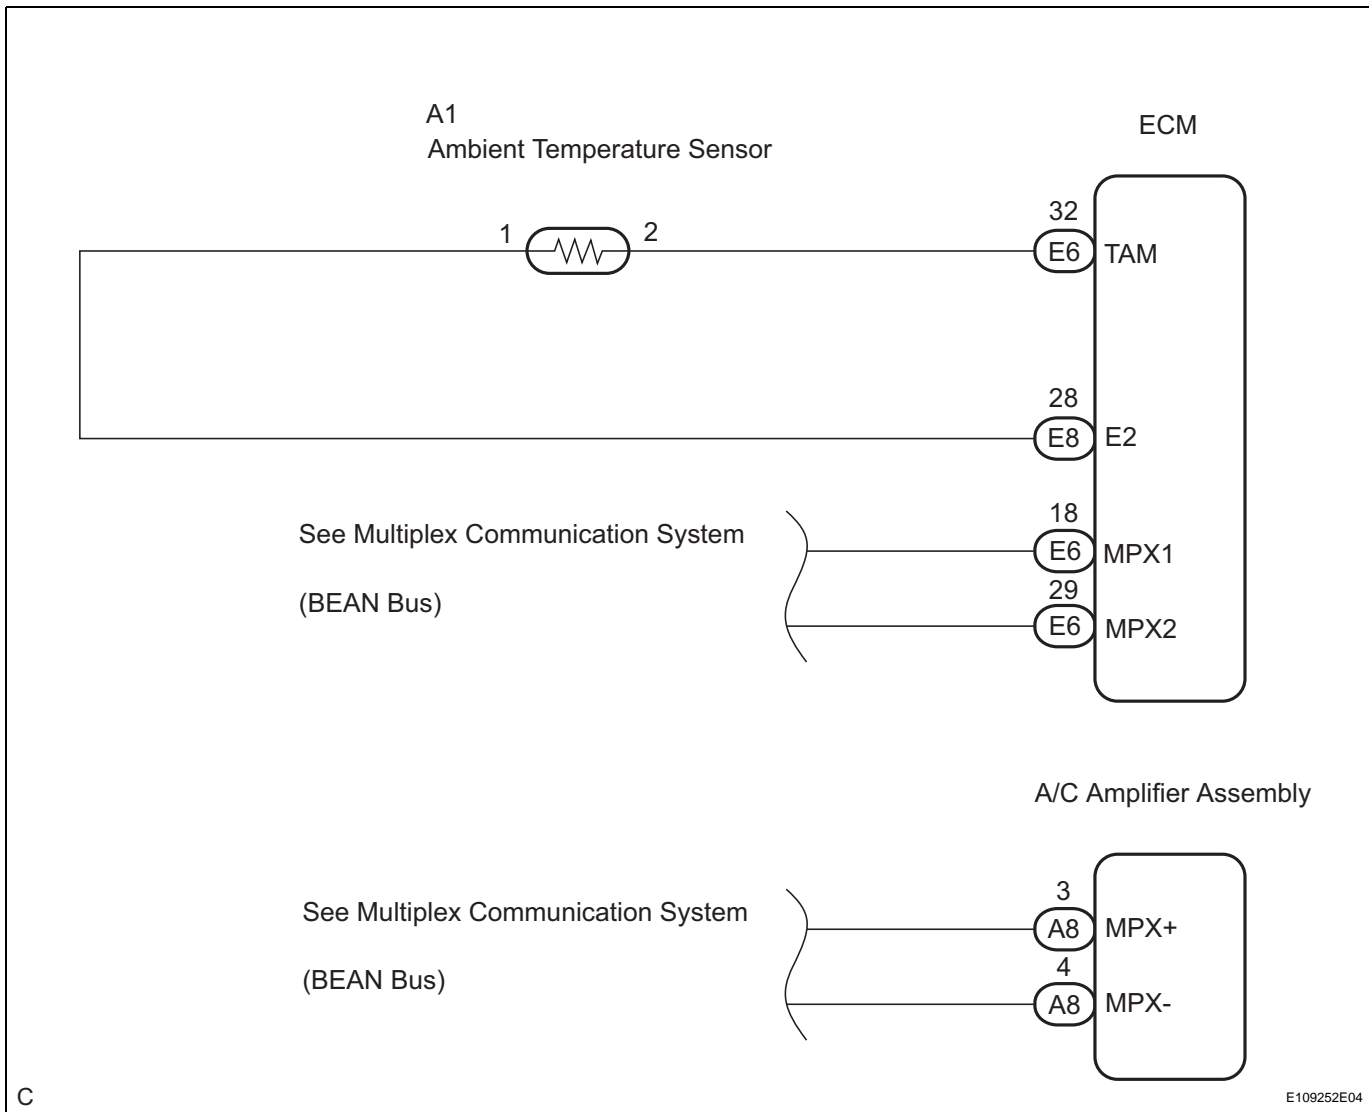 A1
Ambient Temperature Sensor
ECM
1
2
32
E6
TAM
28
E8
E2
See Multiplex Communication System
(BEAN Bus)
18
E6
MPX1
29
E6
MPX2
A/C Amplifier Assembly
See Multiplex Communication System
(BEAN Bus)
3
A8
MPX+
4
A8
MPX-
C
E109252E04